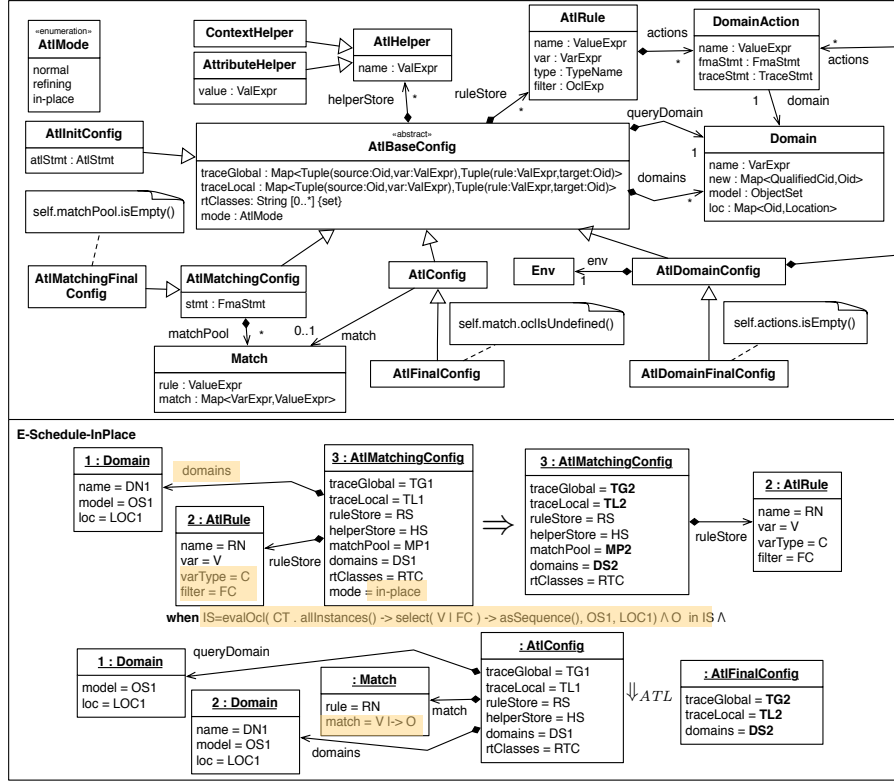 «enumeration»
AtlMode
normal
refining
in-place
ContextHelper
AttributeHelper
value : ValExpr
AtlHelper
name : ValExpr
AtlRule
name : ValueExpr
var : VarExpr
type : TypeName
filter : OclExp
actions
*
DomainAction
name : ValueExpr
fmaStmt : FmaStmt
traceStmt : TraceStmt
*
actions
helperStore
*
ruleStore
*
1
domain
AtlInitConfig
atlStmt : AtlStmt
«abstract»
AtlBaseConfig
traceGlobal : Map<Tuple(source:Oid,var:ValExpr),Tuple(rule:ValExpr,target:Oid)>
traceLocal : Map<Tuple(source:Oid,var:ValExpr),Tuple(rule:ValExpr,target:Oid)>
rtClasses: String [0..*] {set}
mode : AtlMode
queryDomain
1
domains
*
Domain
name : VarExpr
new : Map<QualifiedCid,Oid>
model : ObjectSet
loc : Map<Oid,Location>
self.matchPool.isEmpty()
AtlMatchingFinal
Config
AtlMatchingConfig
stmt : FmaStmt
AtlConfig
Env
env
1
AtlDomainConfig
matchPool
*
0..1
match
self.match.oclIsUndefined()
self.actions.isEmpty()
Match
rule : ValueExpr
match : Map<VarExpr,ValueExpr>
AtlFinalConfig
AtlDomainFinalConfig
E-Schedule-InPlace
1 : Domain
name = DN1
model = OS1
loc = LOC1
domains
2 : AtlRule
name = RN
var = V
varType = C
filter = FC
ruleStore
3 : AtlMatchingConfig
traceGlobal = TG1
traceLocal = TL1
ruleStore = RS
helperStore = HS
matchPool = MP1
domains = DS1
rtClasses = RTC
mode = in-place
⇒
3 : AtlMatchingConfig
traceGlobal = TG2
traceLocal = TL2
ruleStore = RS
helperStore = HS
matchPool = MP2
domains = DS2
rtClasses = RTC
ruleStore
2 : AtlRule
name = RN
var = V
varType = C
filter = FC
when IS=evalOcl( CT . allInstances() -> select( V I FC ) -> asSequence(), OS1, LOC1) Λ O in IS Λ
1 : Domain
model = OS1
loc = LOC1
queryDomain
2 : Domain
name = DN1
model = OS1
loc = LOC1
: Match
rule = RN
match = V I-> O
match
domains
: AtlConfig
traceGlobal = TG1
traceLocal = TL1
ruleStore = RS
helperStore = HS
domains = DS1
rtClasses = RTC
⇓ATL
: AtlFinalConfig
traceGlobal = TG2
traceLocal = TL2
domains = DS2